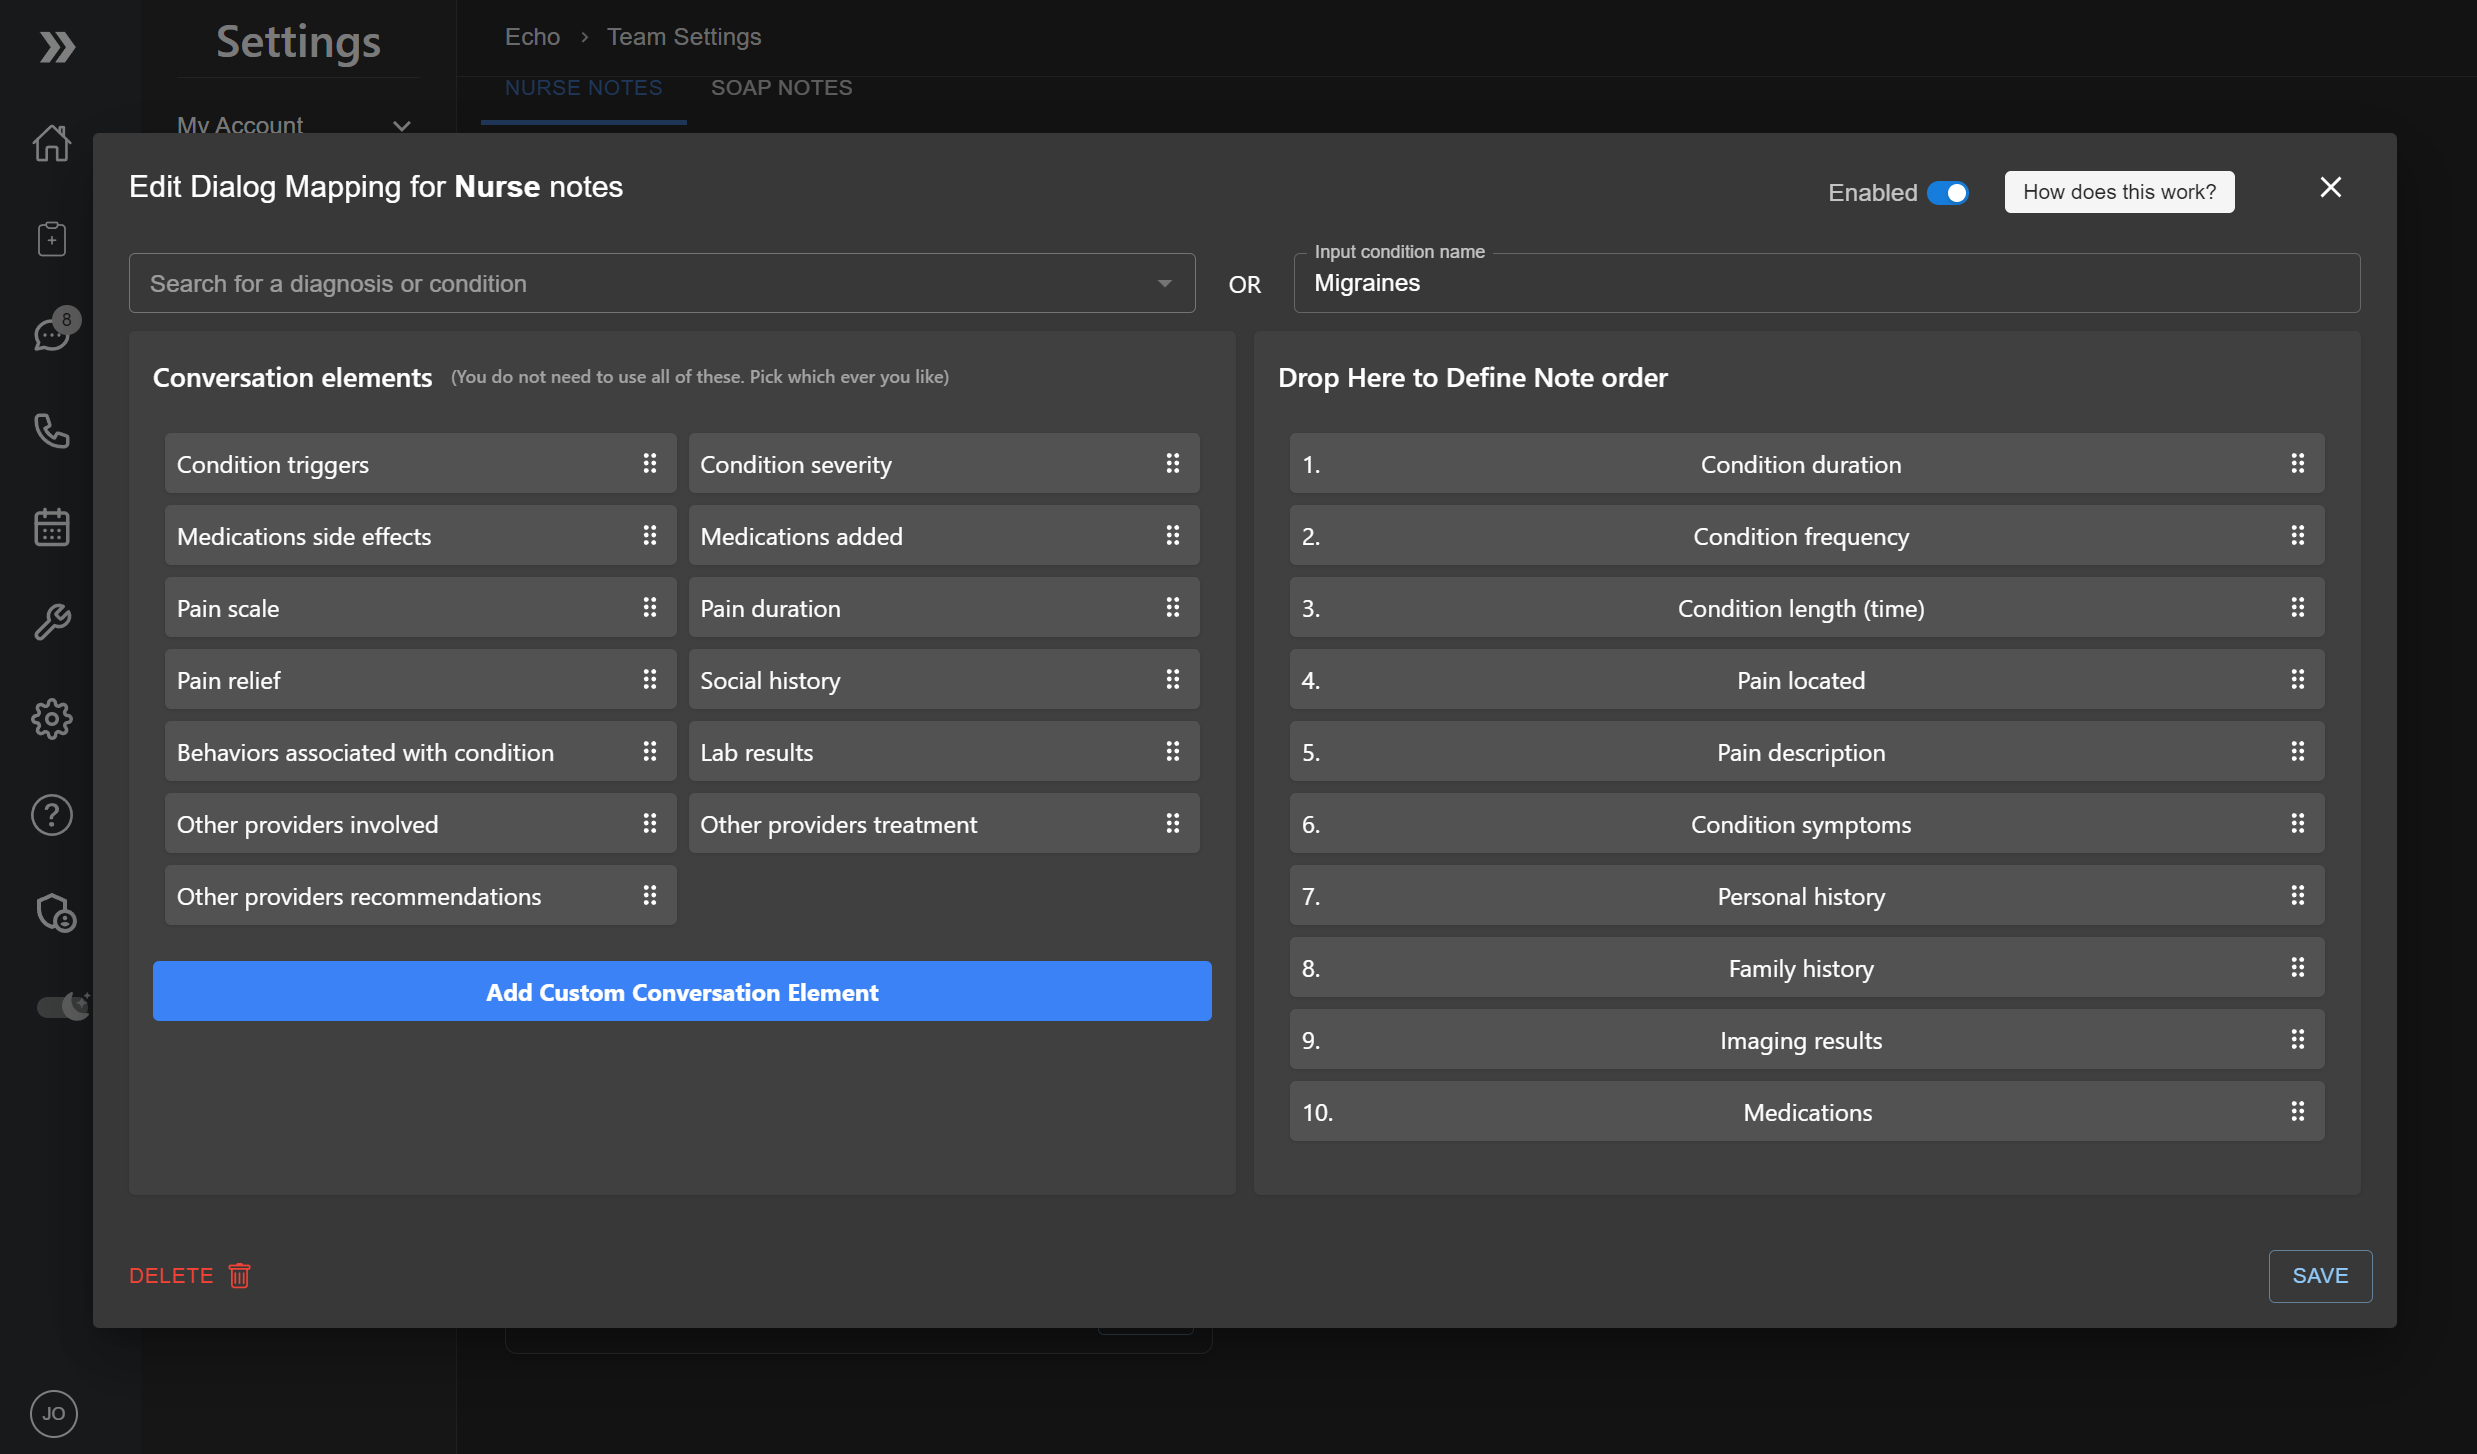 Settings
Echo > Team Settings
NURSE NOTES SOAP NOTES
My Account
Edit Dialog Mapping for Nurse notes
Enabled
How does this work?
8
Search for a diagnosis or condition
OR
Input condition name
Migraines
Conversation elements (You do not need to use all of these. Pick which ever you like)
Condition triggers
Condition severity
Medications side effects
Medications added
Pain scale
Pain duration
Pain relief
Social history
Behaviors associated with condition
Lab results
Other providers involved
Other providers treatment
Other providers recommendations
Add Custom Conversation Element
Drop Here to Define Note order
1. Condition duration
2. Condition frequency
3. Condition length (time)
4. Pain located
5. Pain description
6. Condition symptoms
7. Personal history
8. Family history
9. Imaging results
10. Medications
DELETE
SAVE
JO